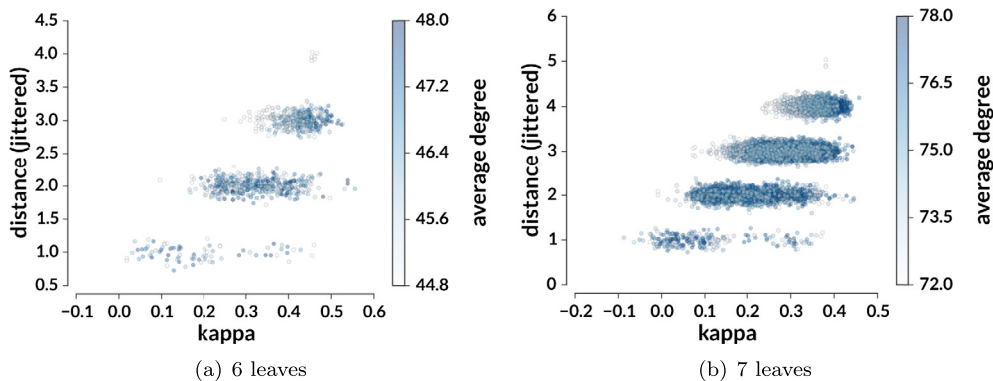 4.5
4.0
3.5
3.0
2.5
2.0
1.5
1.0
0.5
distance (jittered)
−0.1 0.0 0.1 0.2 0.3 0.4 0.5 0.6
kappa
48.0
47.2
46.4
45.6
44.8
average degree
(a) 6 leaves
6
5
4
3
2
1
0
distance (jittered)
−0.2 −0.1 0.0 0.1 0.2 0.3 0.4 0.5
kappa
78.0
76.5
75.0
73.5
72.0
average degree
(b) 7 leaves